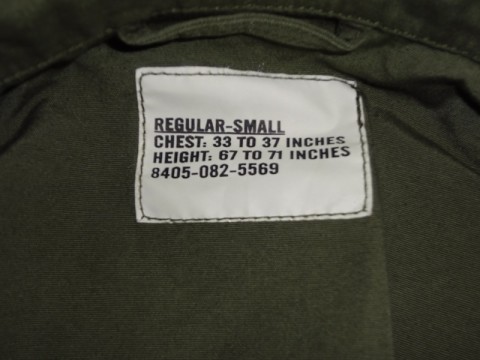 REGULAR-SMALL
CHEST: 33 TO 37 INCHES
HEIGHT: 67 TO 71 INCHES
8405-082-5569